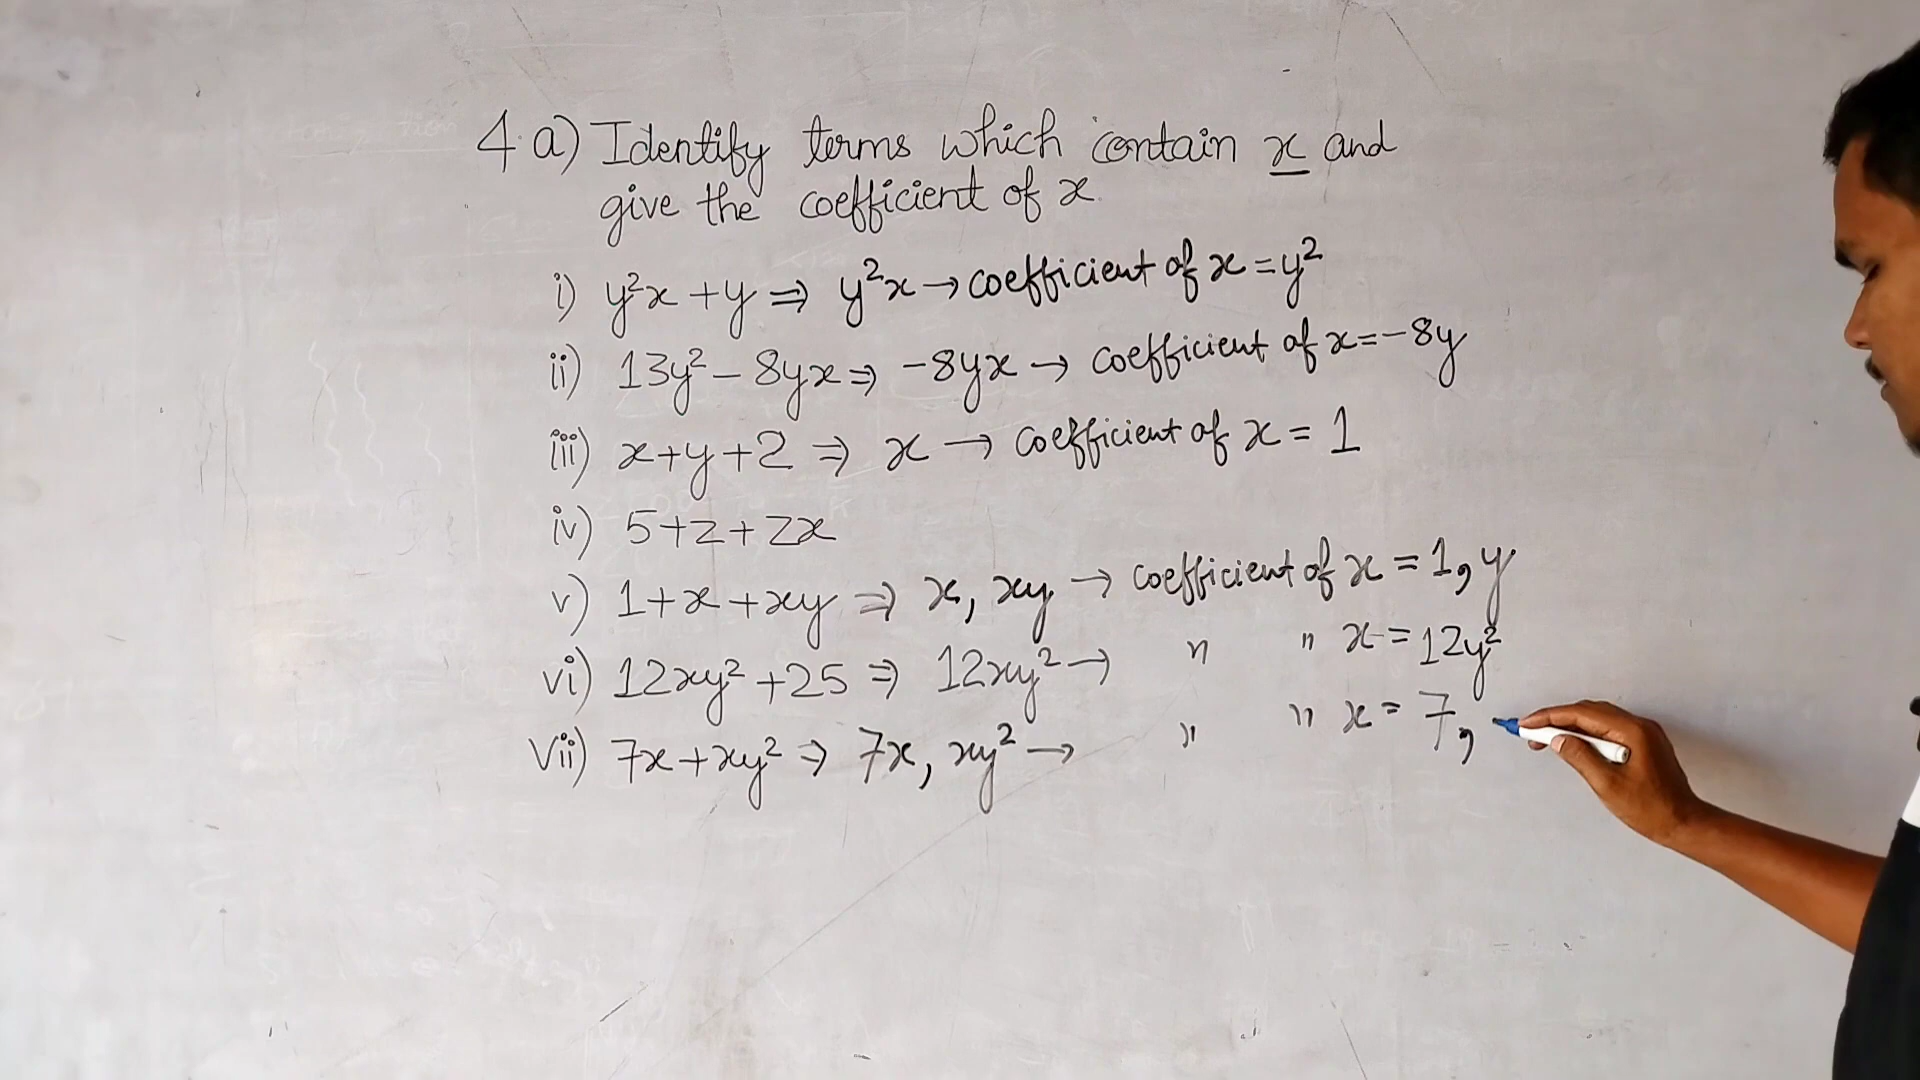 4. a) Identify terms which contain x and
give the coefficient of x.
i) y²x + y ⇒ y²x → coefficient of x = y²
ii) 13y² − 8yx ⇒ −8yx → coefficient of x = −8y
iii) x + y + 2 ⇒ x → coefficient of x = 1
iv) 5 + z + zx
v) 1 + x + xy ⇒ x, xy → coefficient of x = 1, y
vi) 12xy² + 25 ⇒ 12xy² → " " x = 12y²
vii) 7x + xy² ⇒ 7x, xy² → " " x = 7,